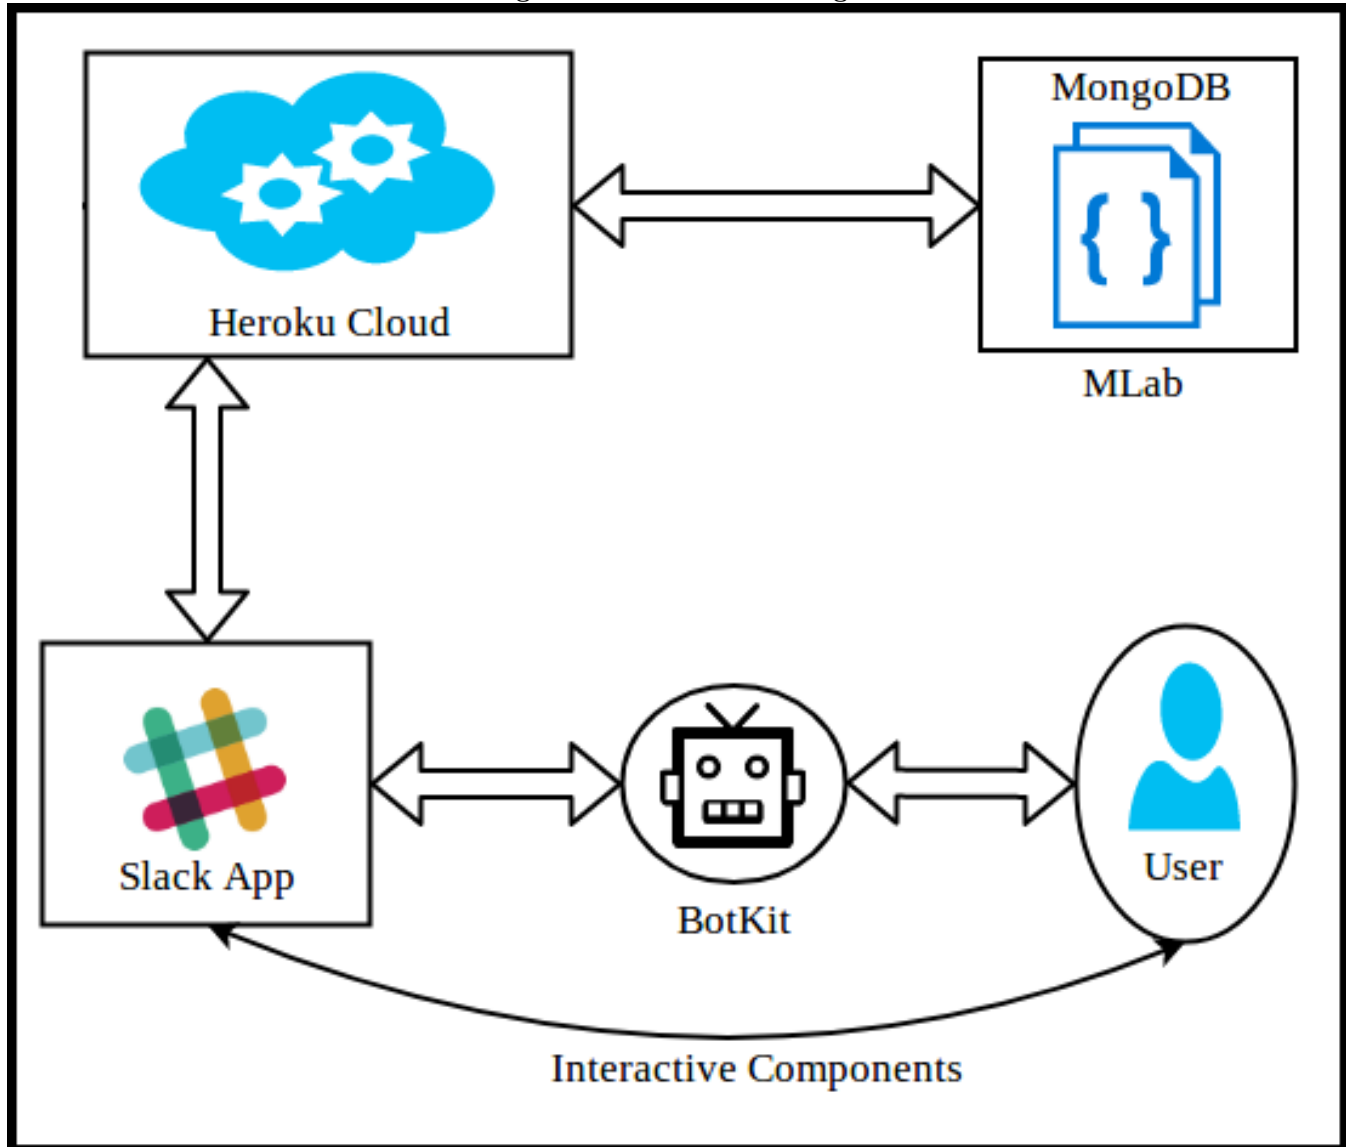 MongoDB
Heroku Cloud
MLab
{ }
Slack App
User
BotKit
Interactive Components